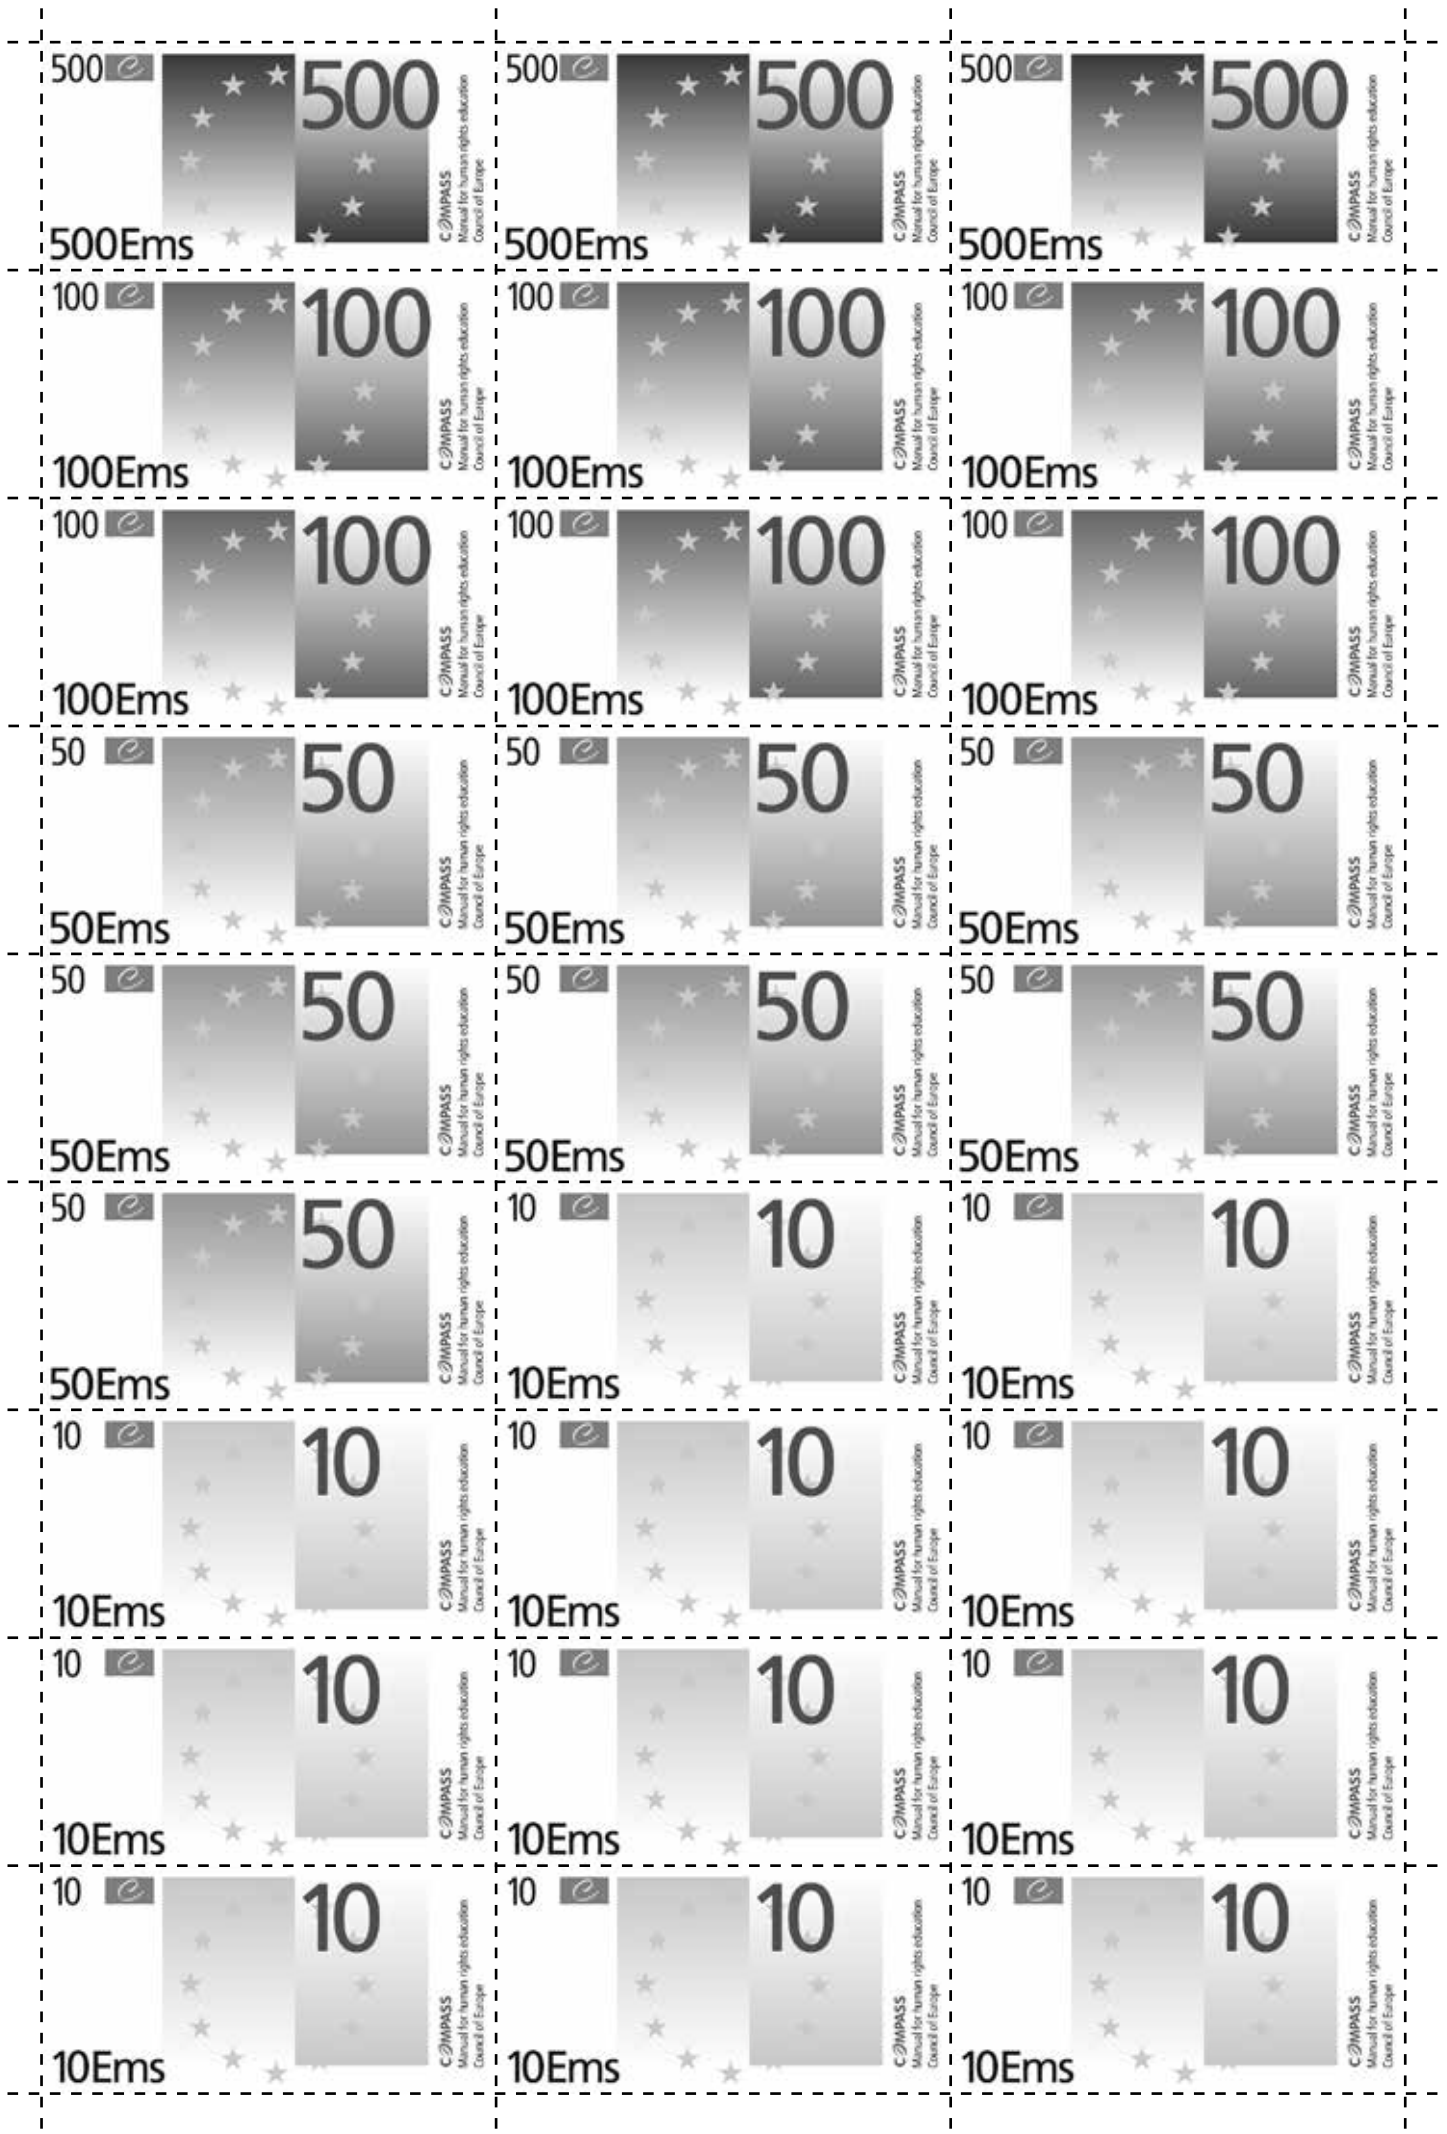 500 500 500 500 500 500
COMPASS
Manual for human rights education
Council of Europe
COMPASS
Manual for human rights education
Council of Europe
COMPASS
Manual for human rights education
Council of Europe
500Ems 500Ems 500Ems
100 100 100 100 100 100
COMPASS
Manual for human rights education
Council of Europe
COMPASS
Manual for human rights education
Council of Europe
COMPASS
Manual for human rights education
Council of Europe
100Ems 100Ems 100Ems
100 100 100 100 100 100
COMPASS
Manual for human rights education
Council of Europe
COMPASS
Manual for human rights education
Council of Europe
COMPASS
Manual for human rights education
Council of Europe
100Ems 100Ems 100Ems
50 50 50 50 50 50
COMPASS
Manual for human rights education
Council of Europe
COMPASS
Manual for human rights education
Council of Europe
COMPASS
Manual for human rights education
Council of Europe
50Ems 50Ems 50Ems
50 50 50 50 50 50
COMPASS
Manual for human rights education
Council of Europe
COMPASS
Manual for human rights education
Council of Europe
COMPASS
Manual for human rights education
Council of Europe
50Ems 50Ems 50Ems
50 50 10 10 10 10
COMPASS
Manual for human rights education
Council of Europe
COMPASS
Manual for human rights education
Council of Europe
COMPASS
Manual for human rights education
Council of Europe
50Ems 10Ems 10Ems
10 10 10 10 10 10
COMPASS
Manual for human rights education
Council of Europe
COMPASS
Manual for human rights education
Council of Europe
COMPASS
Manual for human rights education
Council of Europe
10Ems 10Ems 10Ems
10 10 10 10 10 10
COMPASS
Manual for human rights education
Council of Europe
COMPASS
Manual for human rights education
Council of Europe
COMPASS
Manual for human rights education
Council of Europe
10Ems 10Ems 10Ems
10 10 10 10 10 10
COMPASS
Manual for human rights education
Council of Europe
COMPASS
Manual for human rights education
Council of Europe
COMPASS
Manual for human rights education
Council of Europe
10Ems 10Ems 10Ems